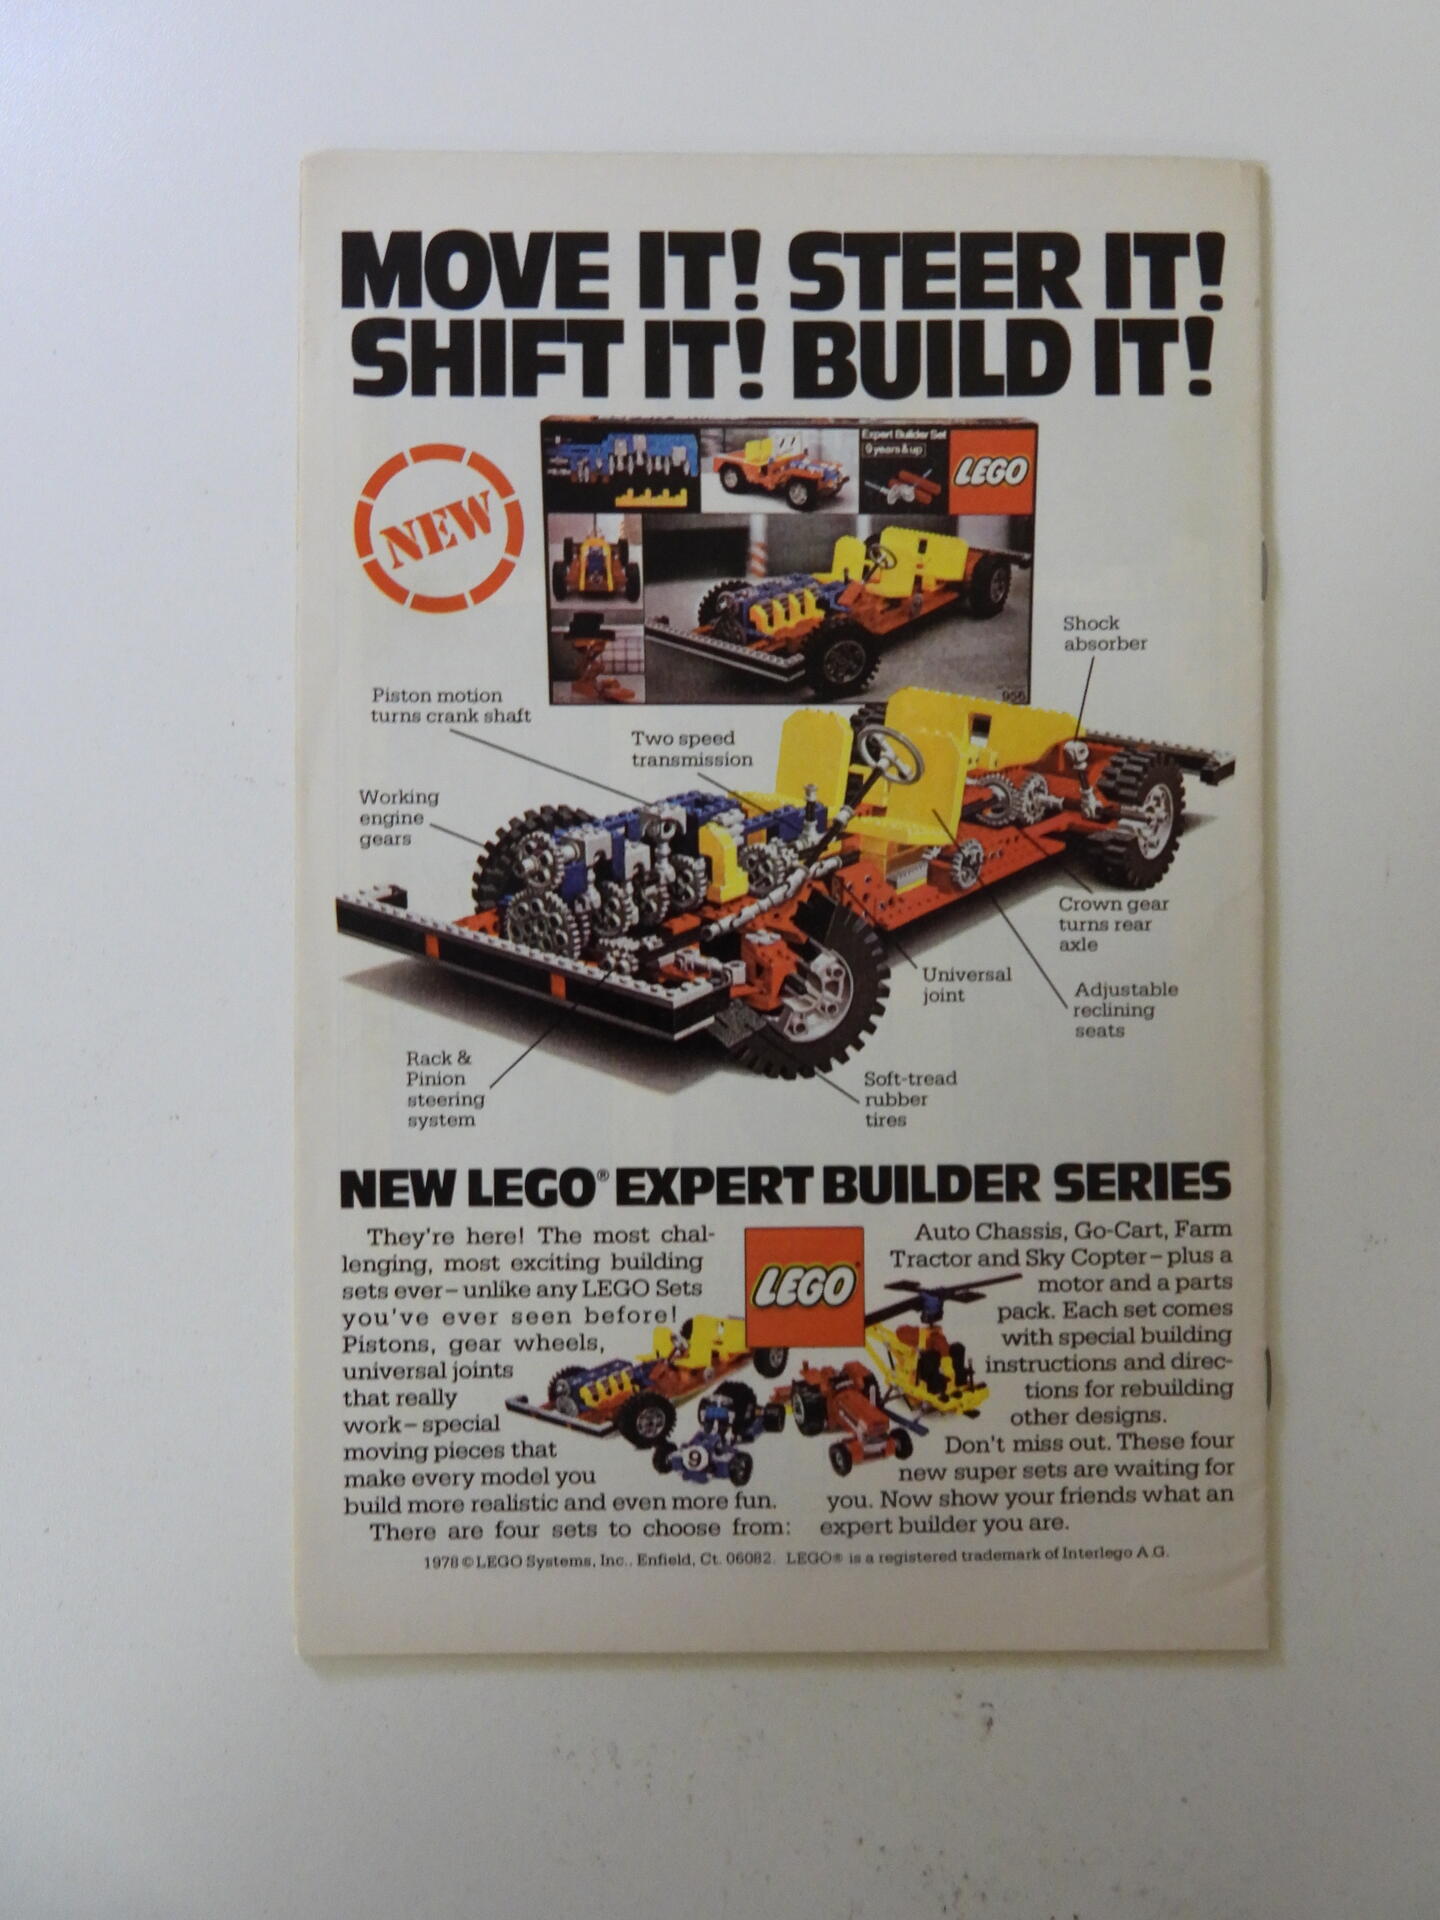 MOVE IT! STEER IT!
SHIFT IT! BUILD IT!
NEW
Expert Builder Set
9 years & up
LEGO
956
Shock
absorber
Piston motion
turns crank shaft
Two speed
transmission
Working
engine
gears
Crown gear
turns rear
axle
Universal
joint
Adjustable
reclining
seats
Rack &
Pinion
steering
system
Soft-tread
rubber
tires
NEW LEGO® EXPERT BUILDER SERIES
They're here! The most chal-
lenging, most exciting building
sets ever – unlike any LEGO Sets
you've ever seen before!
Pistons, gear wheels,
universal joints
that really
work – special
moving pieces that
make every model you
build more realistic and even more fun.
There are four sets to choose from:
LEGO®
9
Auto Chassis, Go-Cart, Farm
Tractor and Sky Copter – plus a
motor and a parts
pack. Each set comes
with special building
instructions and direc-
tions for rebuilding
other designs.
Don't miss out. These four
new super sets are waiting for
you. Now show your friends what an
expert builder you are.
1978 © LEGO Systems, Inc., Enfield, Ct. 06082. LEGO® is a registered trademark of Interlego A.G.